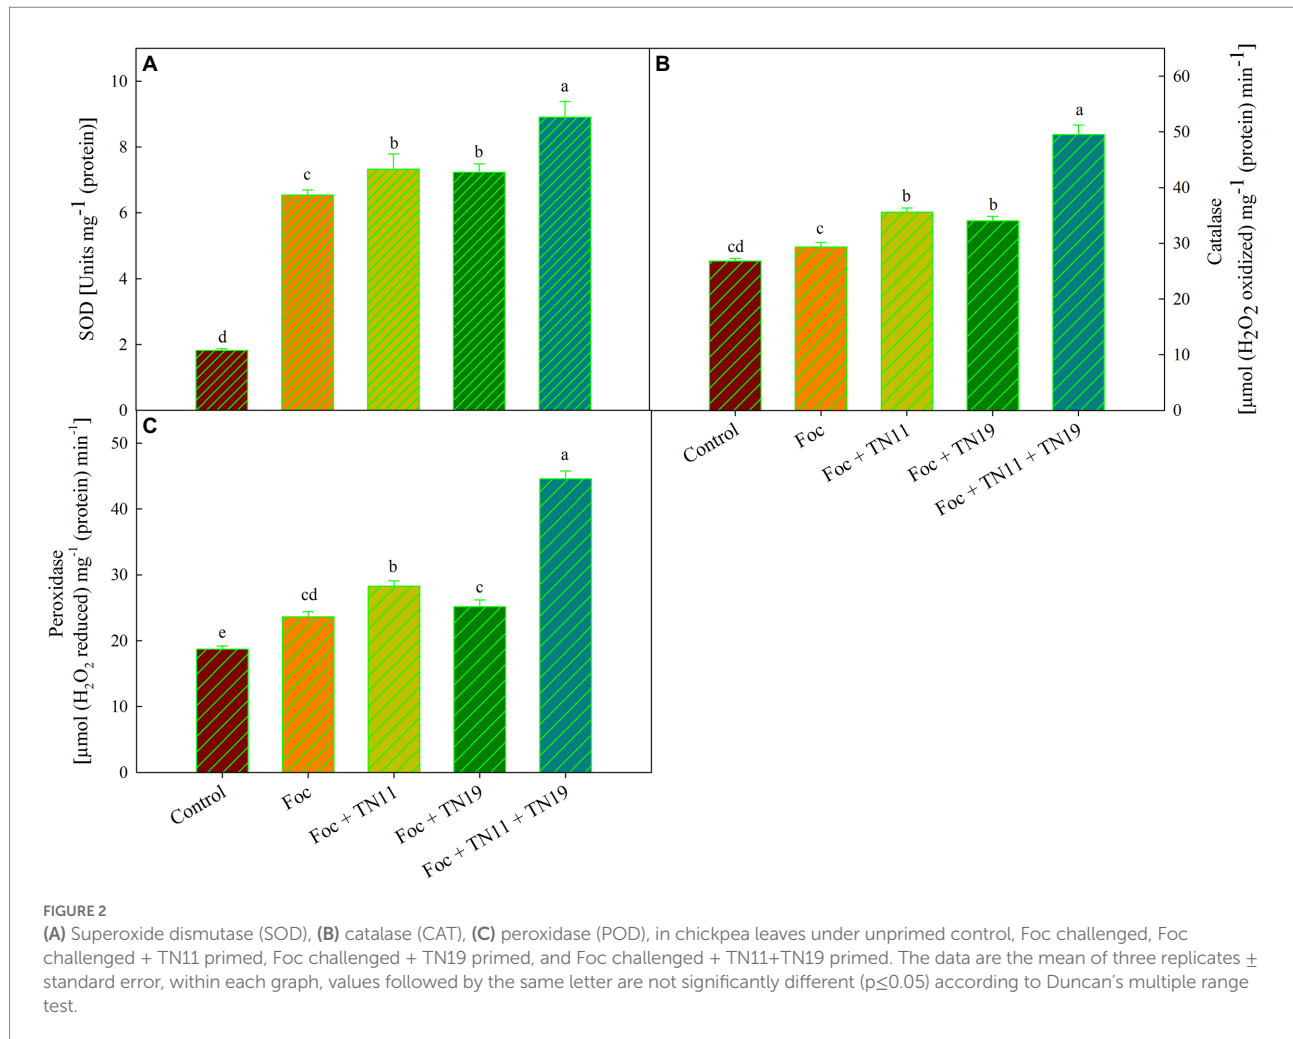 A
SOD [Units mg⁻¹ (protein)]
10
8
6
4
2
0
d
c
b
b
a
B
Catalase
[µmol (H₂O₂ oxidized) mg⁻¹ (protein) min⁻¹]
60
50
40
30
20
10
0
cd
c
b
b
a
Control
Foc
Foc + TN11
Foc + TN19
Foc + TN11 + TN19
C
Peroxidase
[µmol (H₂O₂ reduced) mg⁻¹ (protein) min⁻¹]
50
40
30
20
10
0
e
cd
b
c
a
Control
Foc
Foc + TN11
Foc + TN19
Foc + TN11 + TN19
FIGURE 2
(A) Superoxide dismutase (SOD), (B) catalase (CAT), (C) peroxidase (POD), in chickpea leaves under unprimed control, Foc challenged, Foc
challenged + TN11 primed, Foc challenged + TN19 primed, and Foc challenged + TN11+TN19 primed. The data are the mean of three replicates ±
standard error, within each graph, values followed by the same letter are not significantly different (p≤0.05) according to Duncan’s multiple range
test.